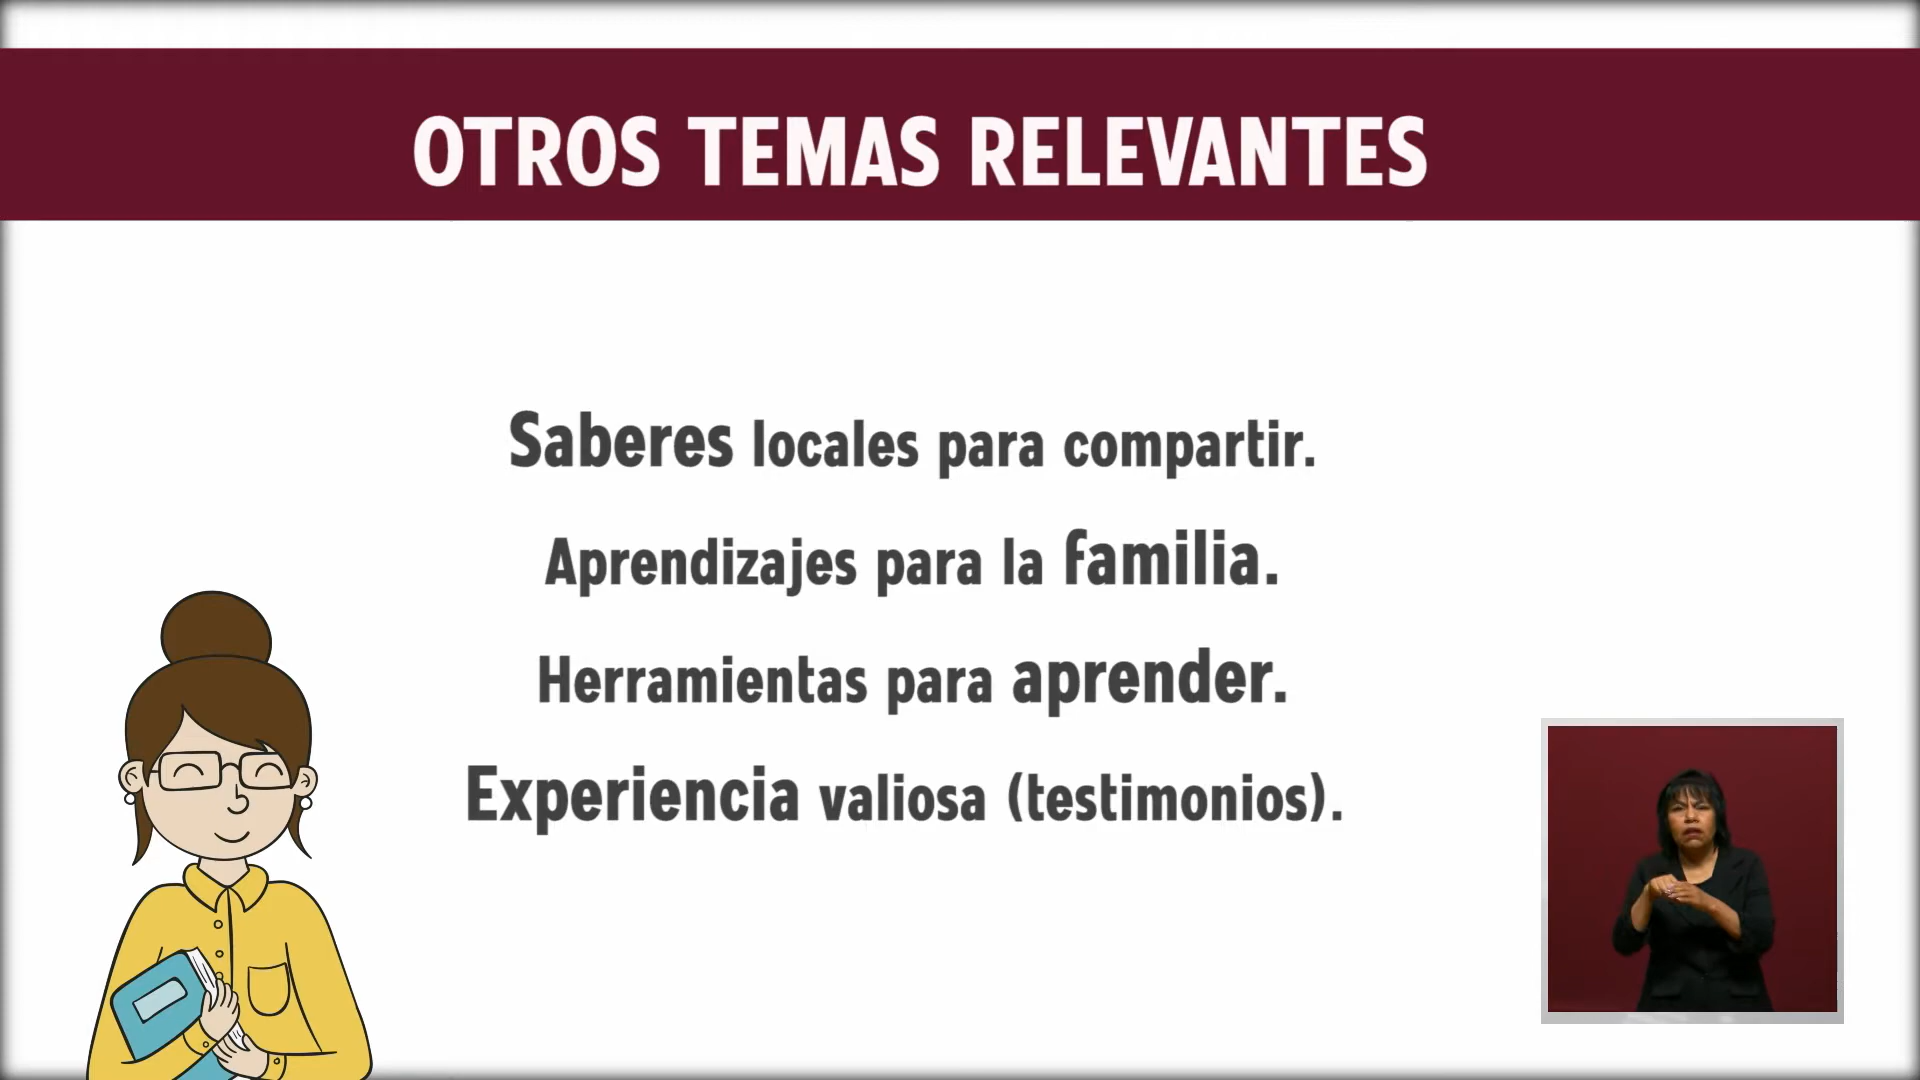 OTROS TEMAS RELEVANTES
Saberes locales para compartir.
Aprendizajes para la familia.
Herramientas para aprender.
Experiencia valiosa (testimonios).